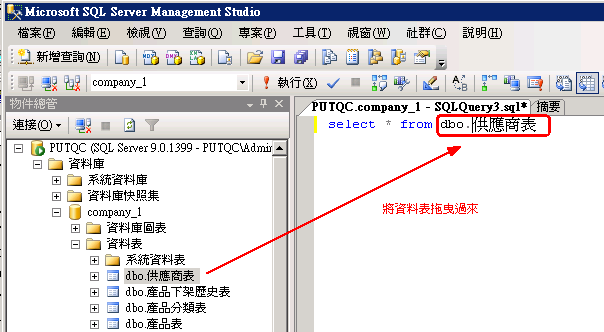 Microsoft SQL Server Management Studio
檔案(F) 編輯(E) 檢視(V) 查詢(Q) 專案(P) 工具(T) 視窗(W) 社群(C) 說明(H)
新增查詢(N)
company_1 執行(X)
物件總管
PUTQC.company_1 - SQLQuery3.sql* 摘要
連接(O)
select * from dbo.供應商表
PUTQC (SQL Server 9.0.1399 - PUTQC\Admin
資料庫
系統資料庫
資料庫快照集
company_1
資料庫圖表
資料表
系統資料表
dbo.供應商表
dbo.產品下架歷史表
dbo.產品分類表
dbo.產品表
將資料表拖曳過來